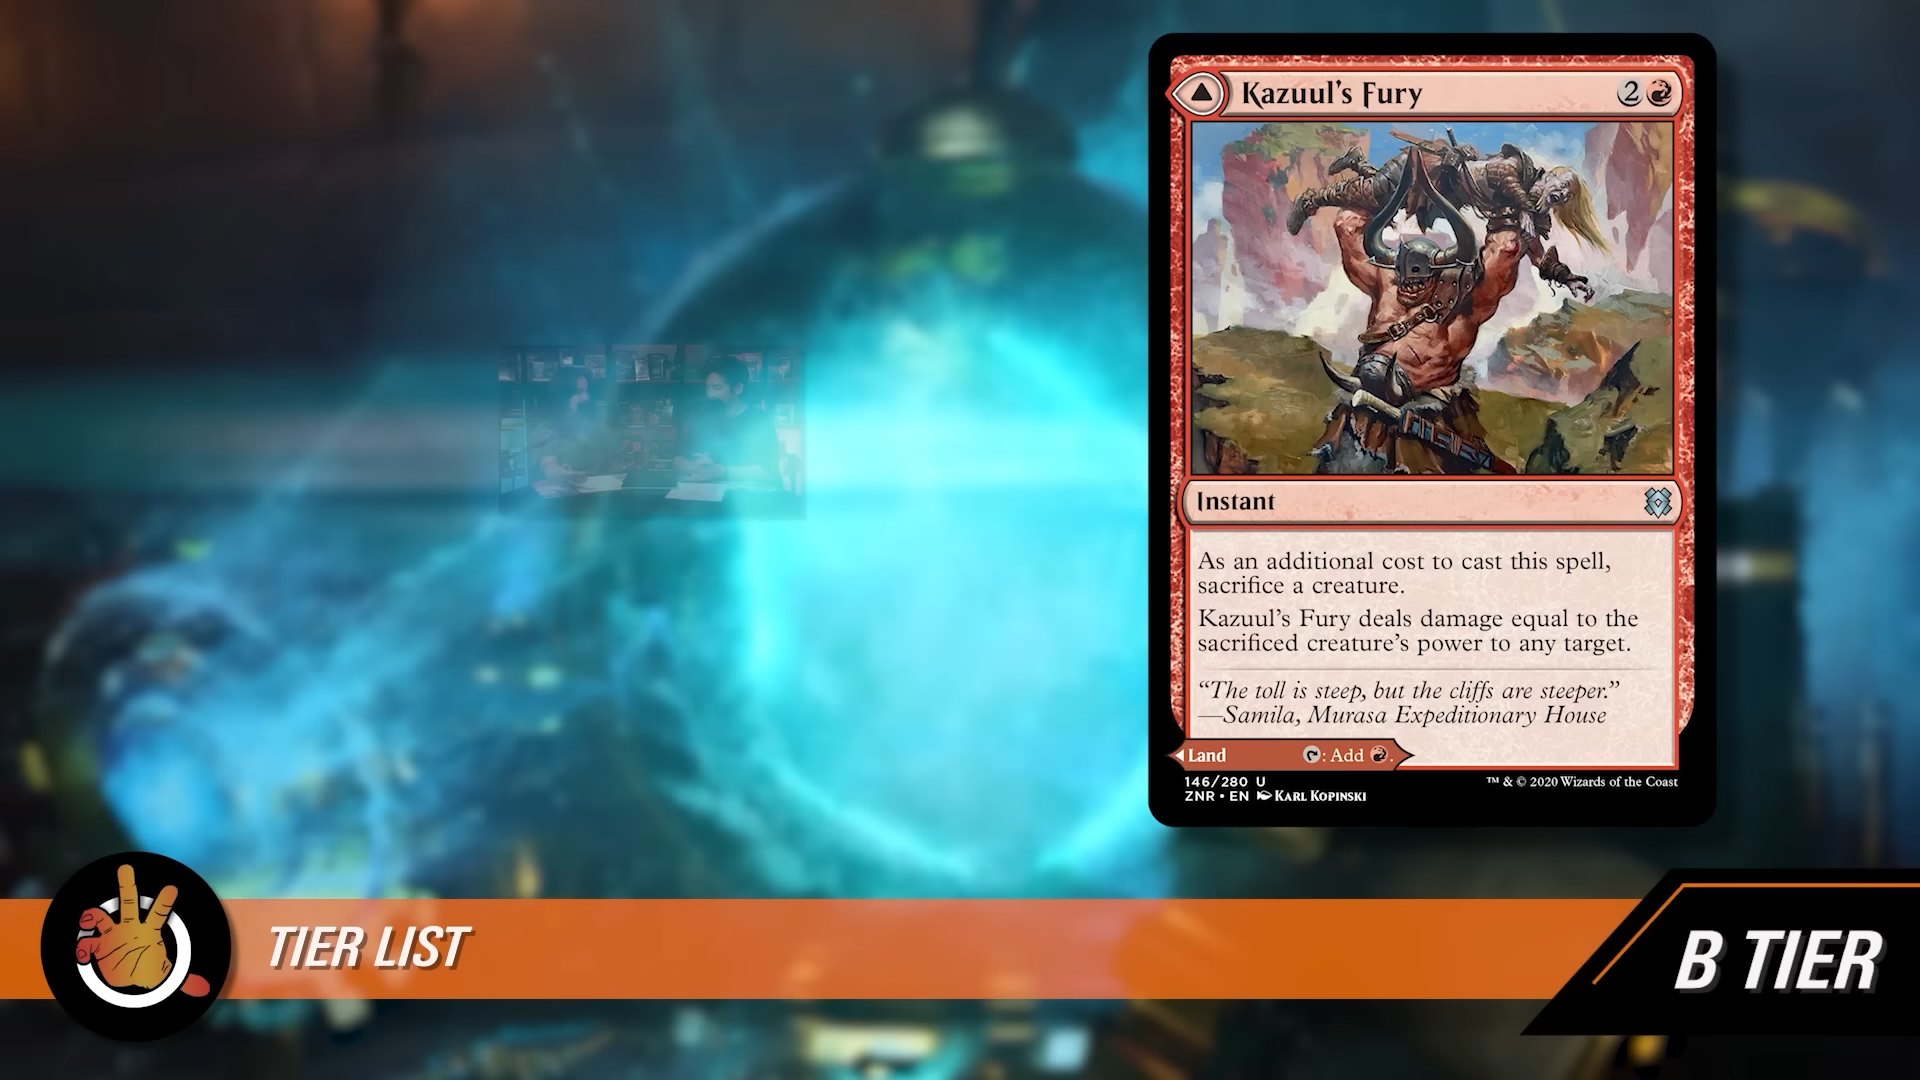 Kazuul's Fury 2
Instant
As an additional cost to cast this spell,
sacrifice a creature.
Kazuul's Fury deals damage equal to the
sacrificed creature's power to any target.
“The toll is steep, but the cliffs are steeper.”
—Samila, Murasa Expeditionary House
Land : Add .
146/280 U
ZNR • EN KARL KOPINSKI
™ & © 2020 Wizards of the Coast
TIER LIST
B TIER